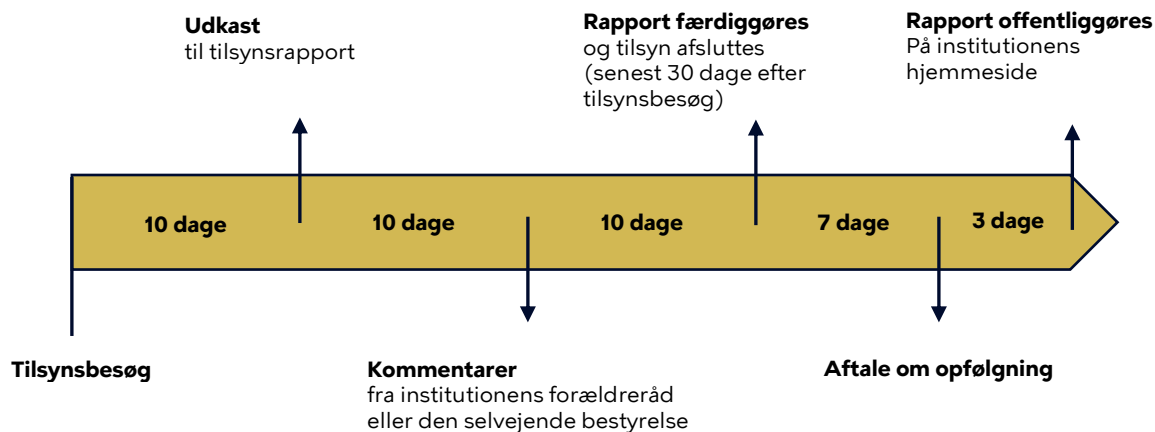 Udkast
til tilsynsrapport
Rapport færdiggøres
og tilsyn afsluttes
(senest 30 dage efter
tilsynsbesøg)
Rapport offentliggøres
På institutionens
hjemmeside
10 dage
10 dage
10 dage
7 dage
3 dage
Tilsynsbesøg
Kommentarer
fra institutionens forældreråd
eller den selvejende bestyrelse
Aftale om opfølgning